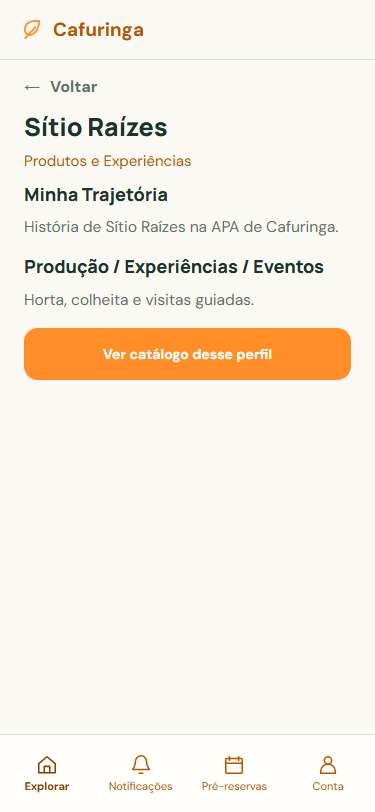 Cafuringa
← Voltar
Sítio Raízes
Produtos e Experiências
Minha Trajetória
História de Sítio Raízes na APA de Cafuringa.
Produção / Experiências / Eventos
Horta, colheita e visitas guiadas.
Ver catálogo desse perfil
Explorar
Notificações
Pré-reservas
Conta